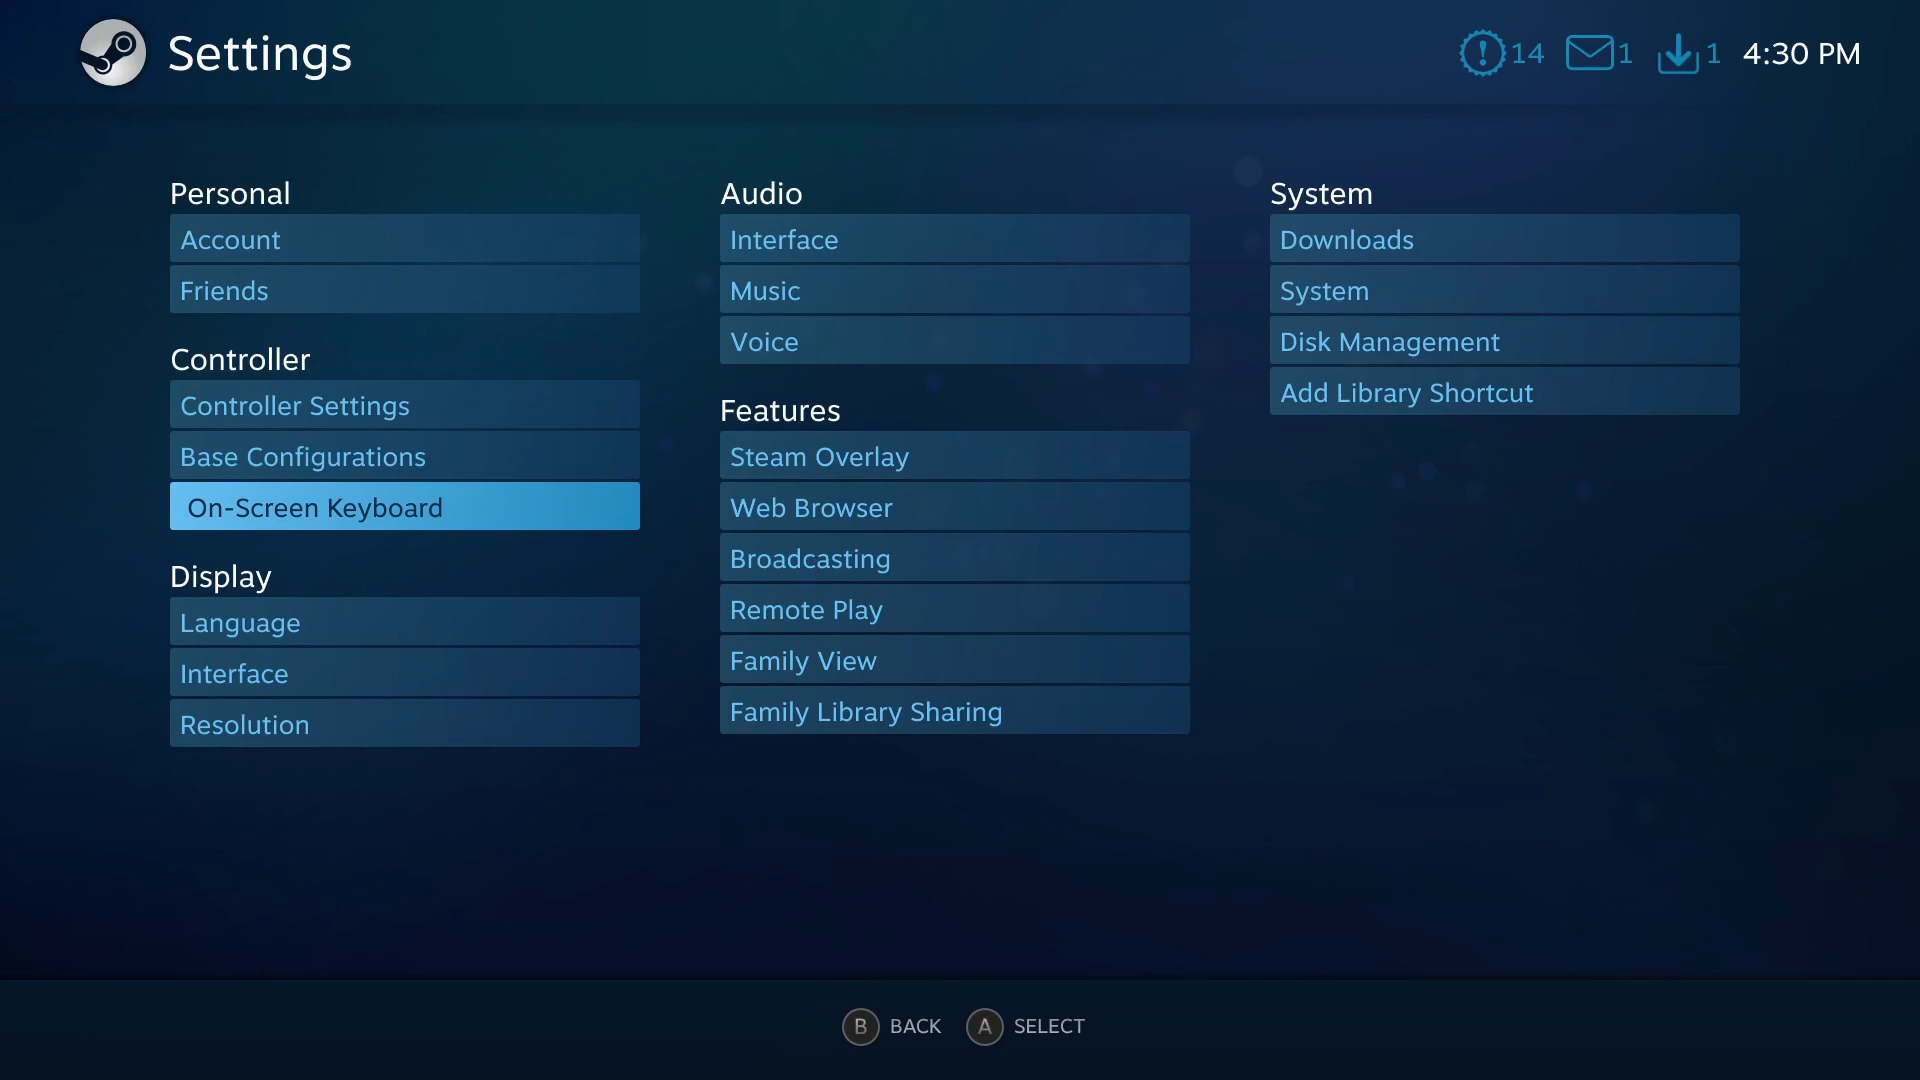 Settings
14 1 1 4:30 PM
Personal
Account
Friends
Controller
Controller Settings
Base Configurations
On-Screen Keyboard
Display
Language
Interface
Resolution
Audio
Interface
Music
Voice
Features
Steam Overlay
Web Browser
Broadcasting
Remote Play
Family View
Family Library Sharing
System
Downloads
System
Disk Management
Add Library Shortcut
B BACK A SELECT